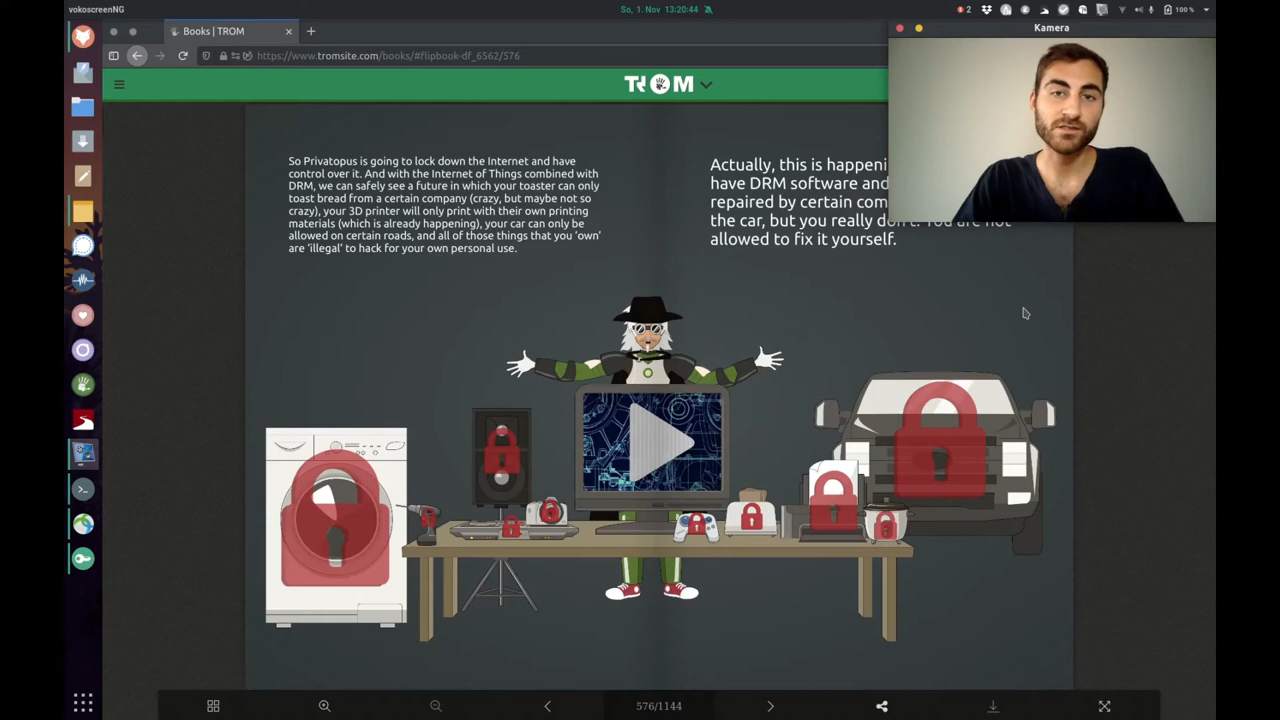 vokoscreenNG
So, 1. Nov 13:20:44
2
100 %
Books | TROM
Kamera
https://www.tromsite.com/books/#flipbook-df_6562/576
TROM
So Privatopus is going to lock down the Internet and have
control over it. And with the Internet of Things combined with
DRM, we can safely see a future in which your toaster can only
toast bread from a certain company (crazy, but maybe not so
crazy), your 3D printer will only print with their own printing
materials (which is already happening), your car can only be
allowed on certain roads, and all of those things that you ‘own’
are ‘illegal’ to hack for your own personal use.
Actually, this is
have DRM software and
repaired by certain
the car, but you really
allowed to fix it yourself.
576/1144